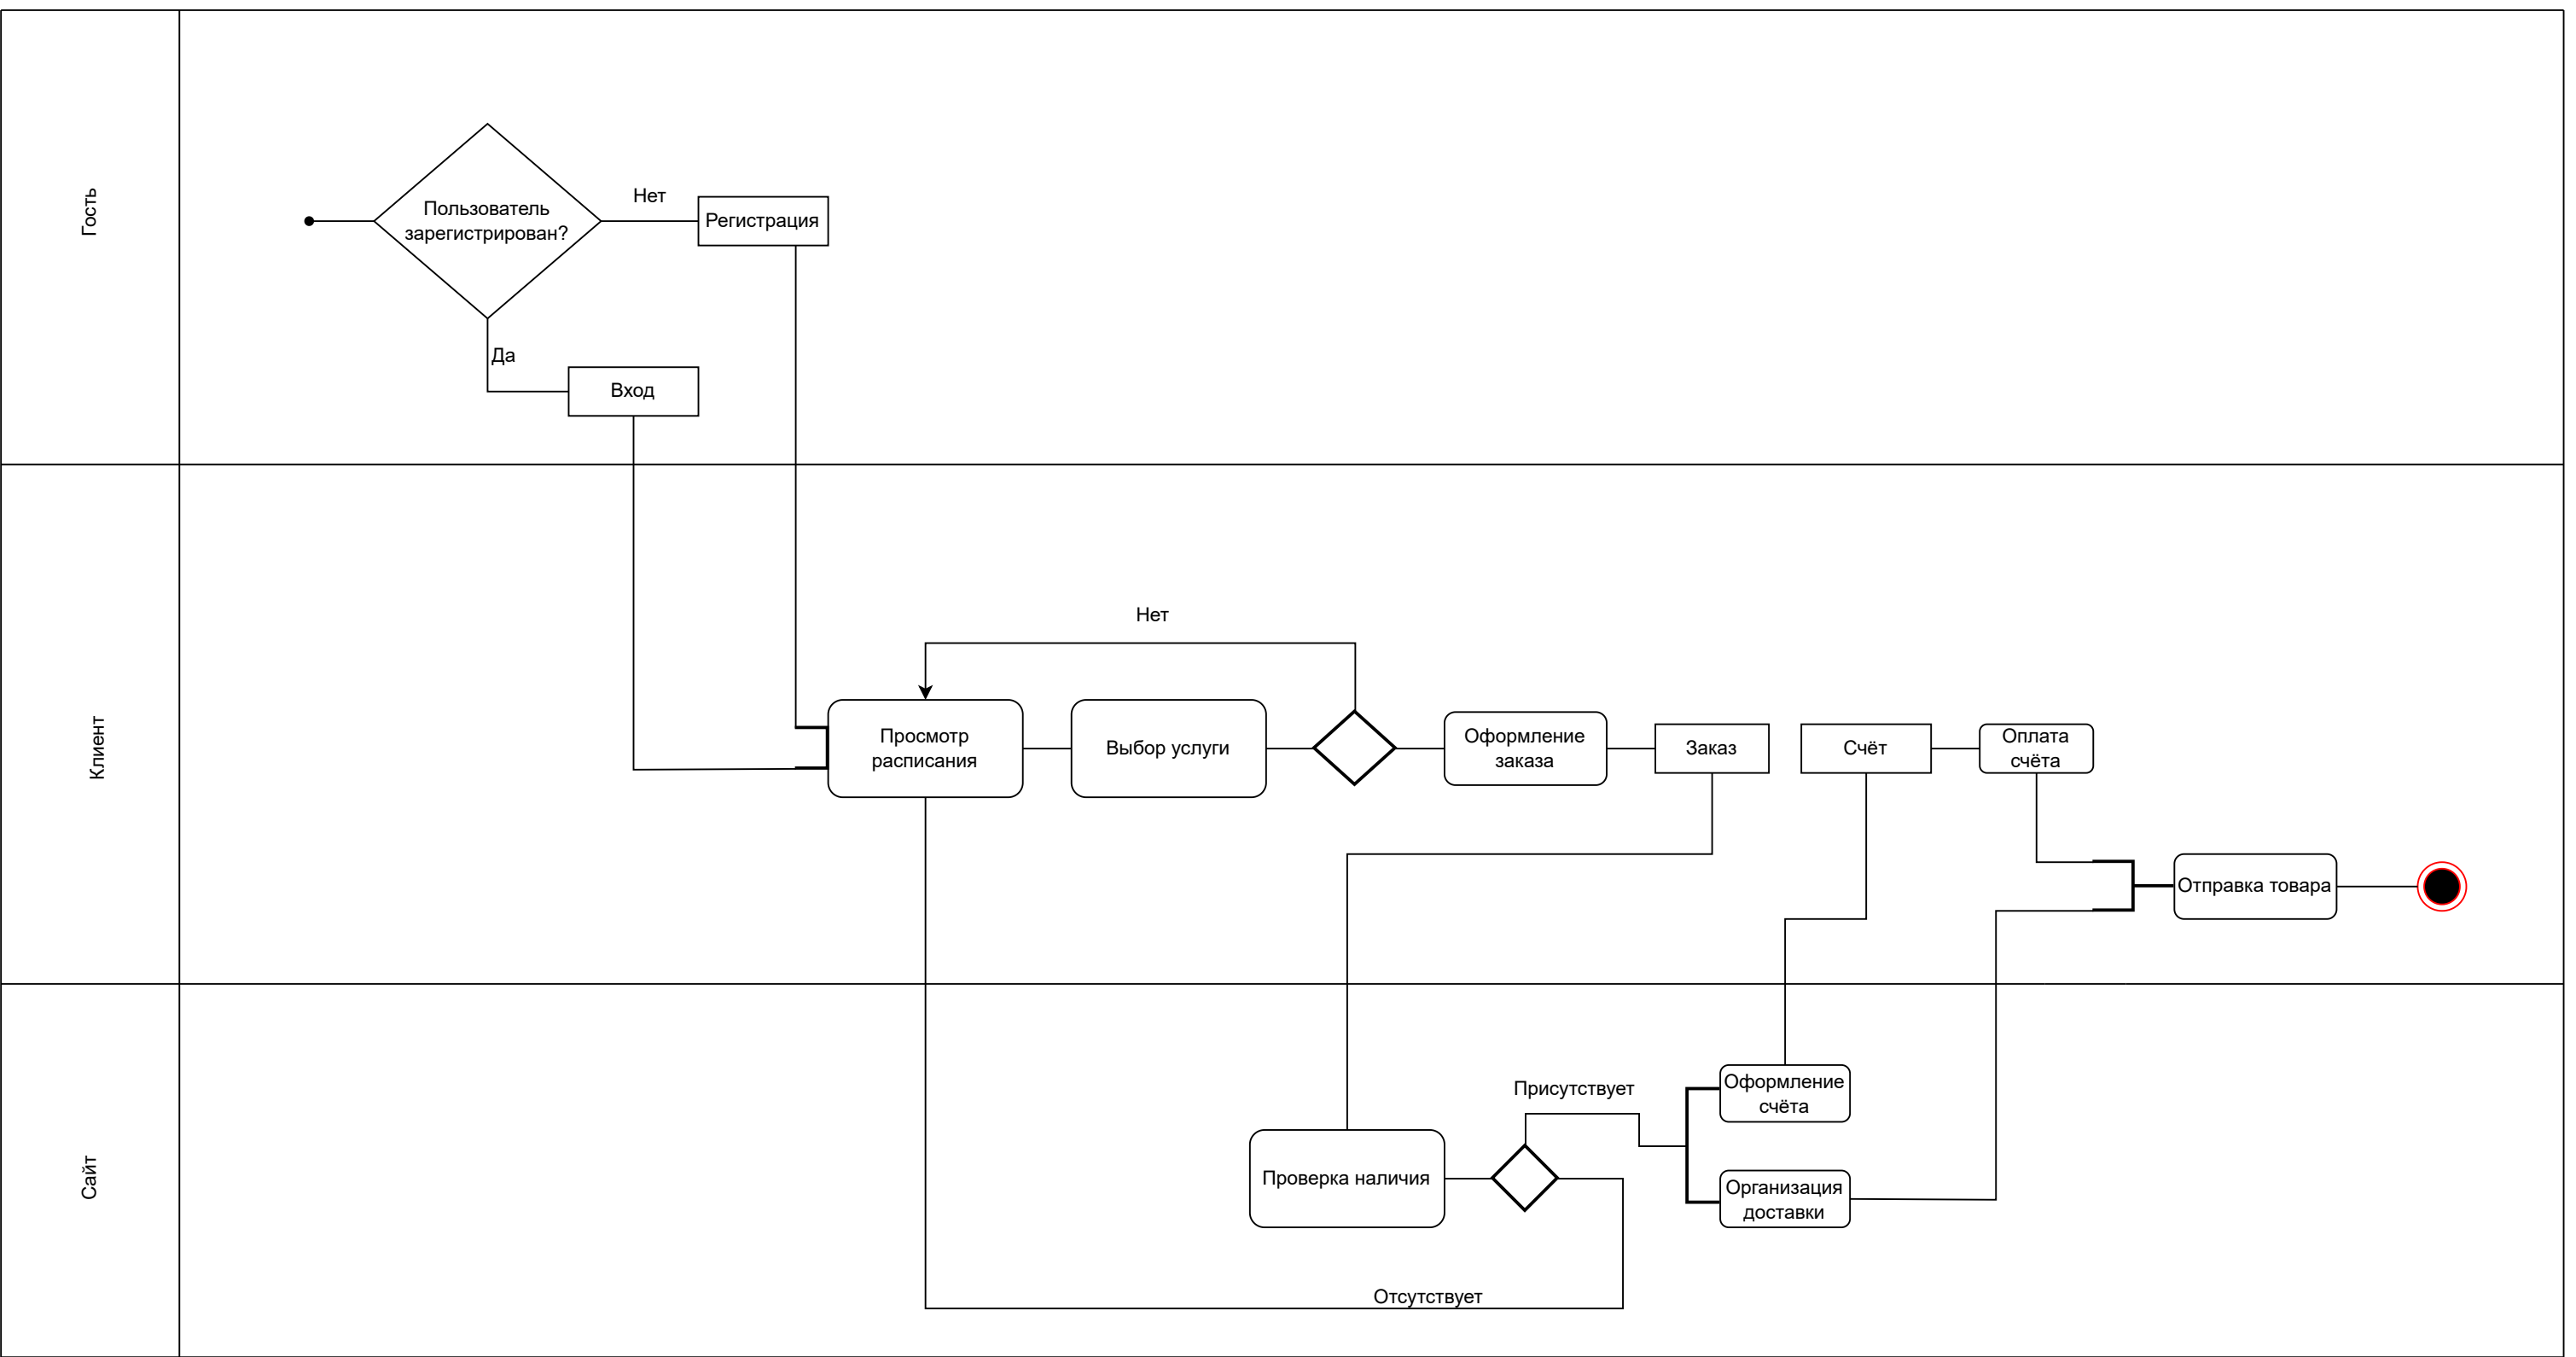 Гость
Пользователь
зарегистрирован?
Нет
Регистрация
Да
Вход
Клиент
Нет
Просмотр
расписания
Выбор услуги
Оформление
заказа
Заказ
Счёт
Оплата
счёта
Отправка товара
Сайт
Проверка наличия
Присутствует
Оформление
счёта
Организация
доставки
Отсутствует